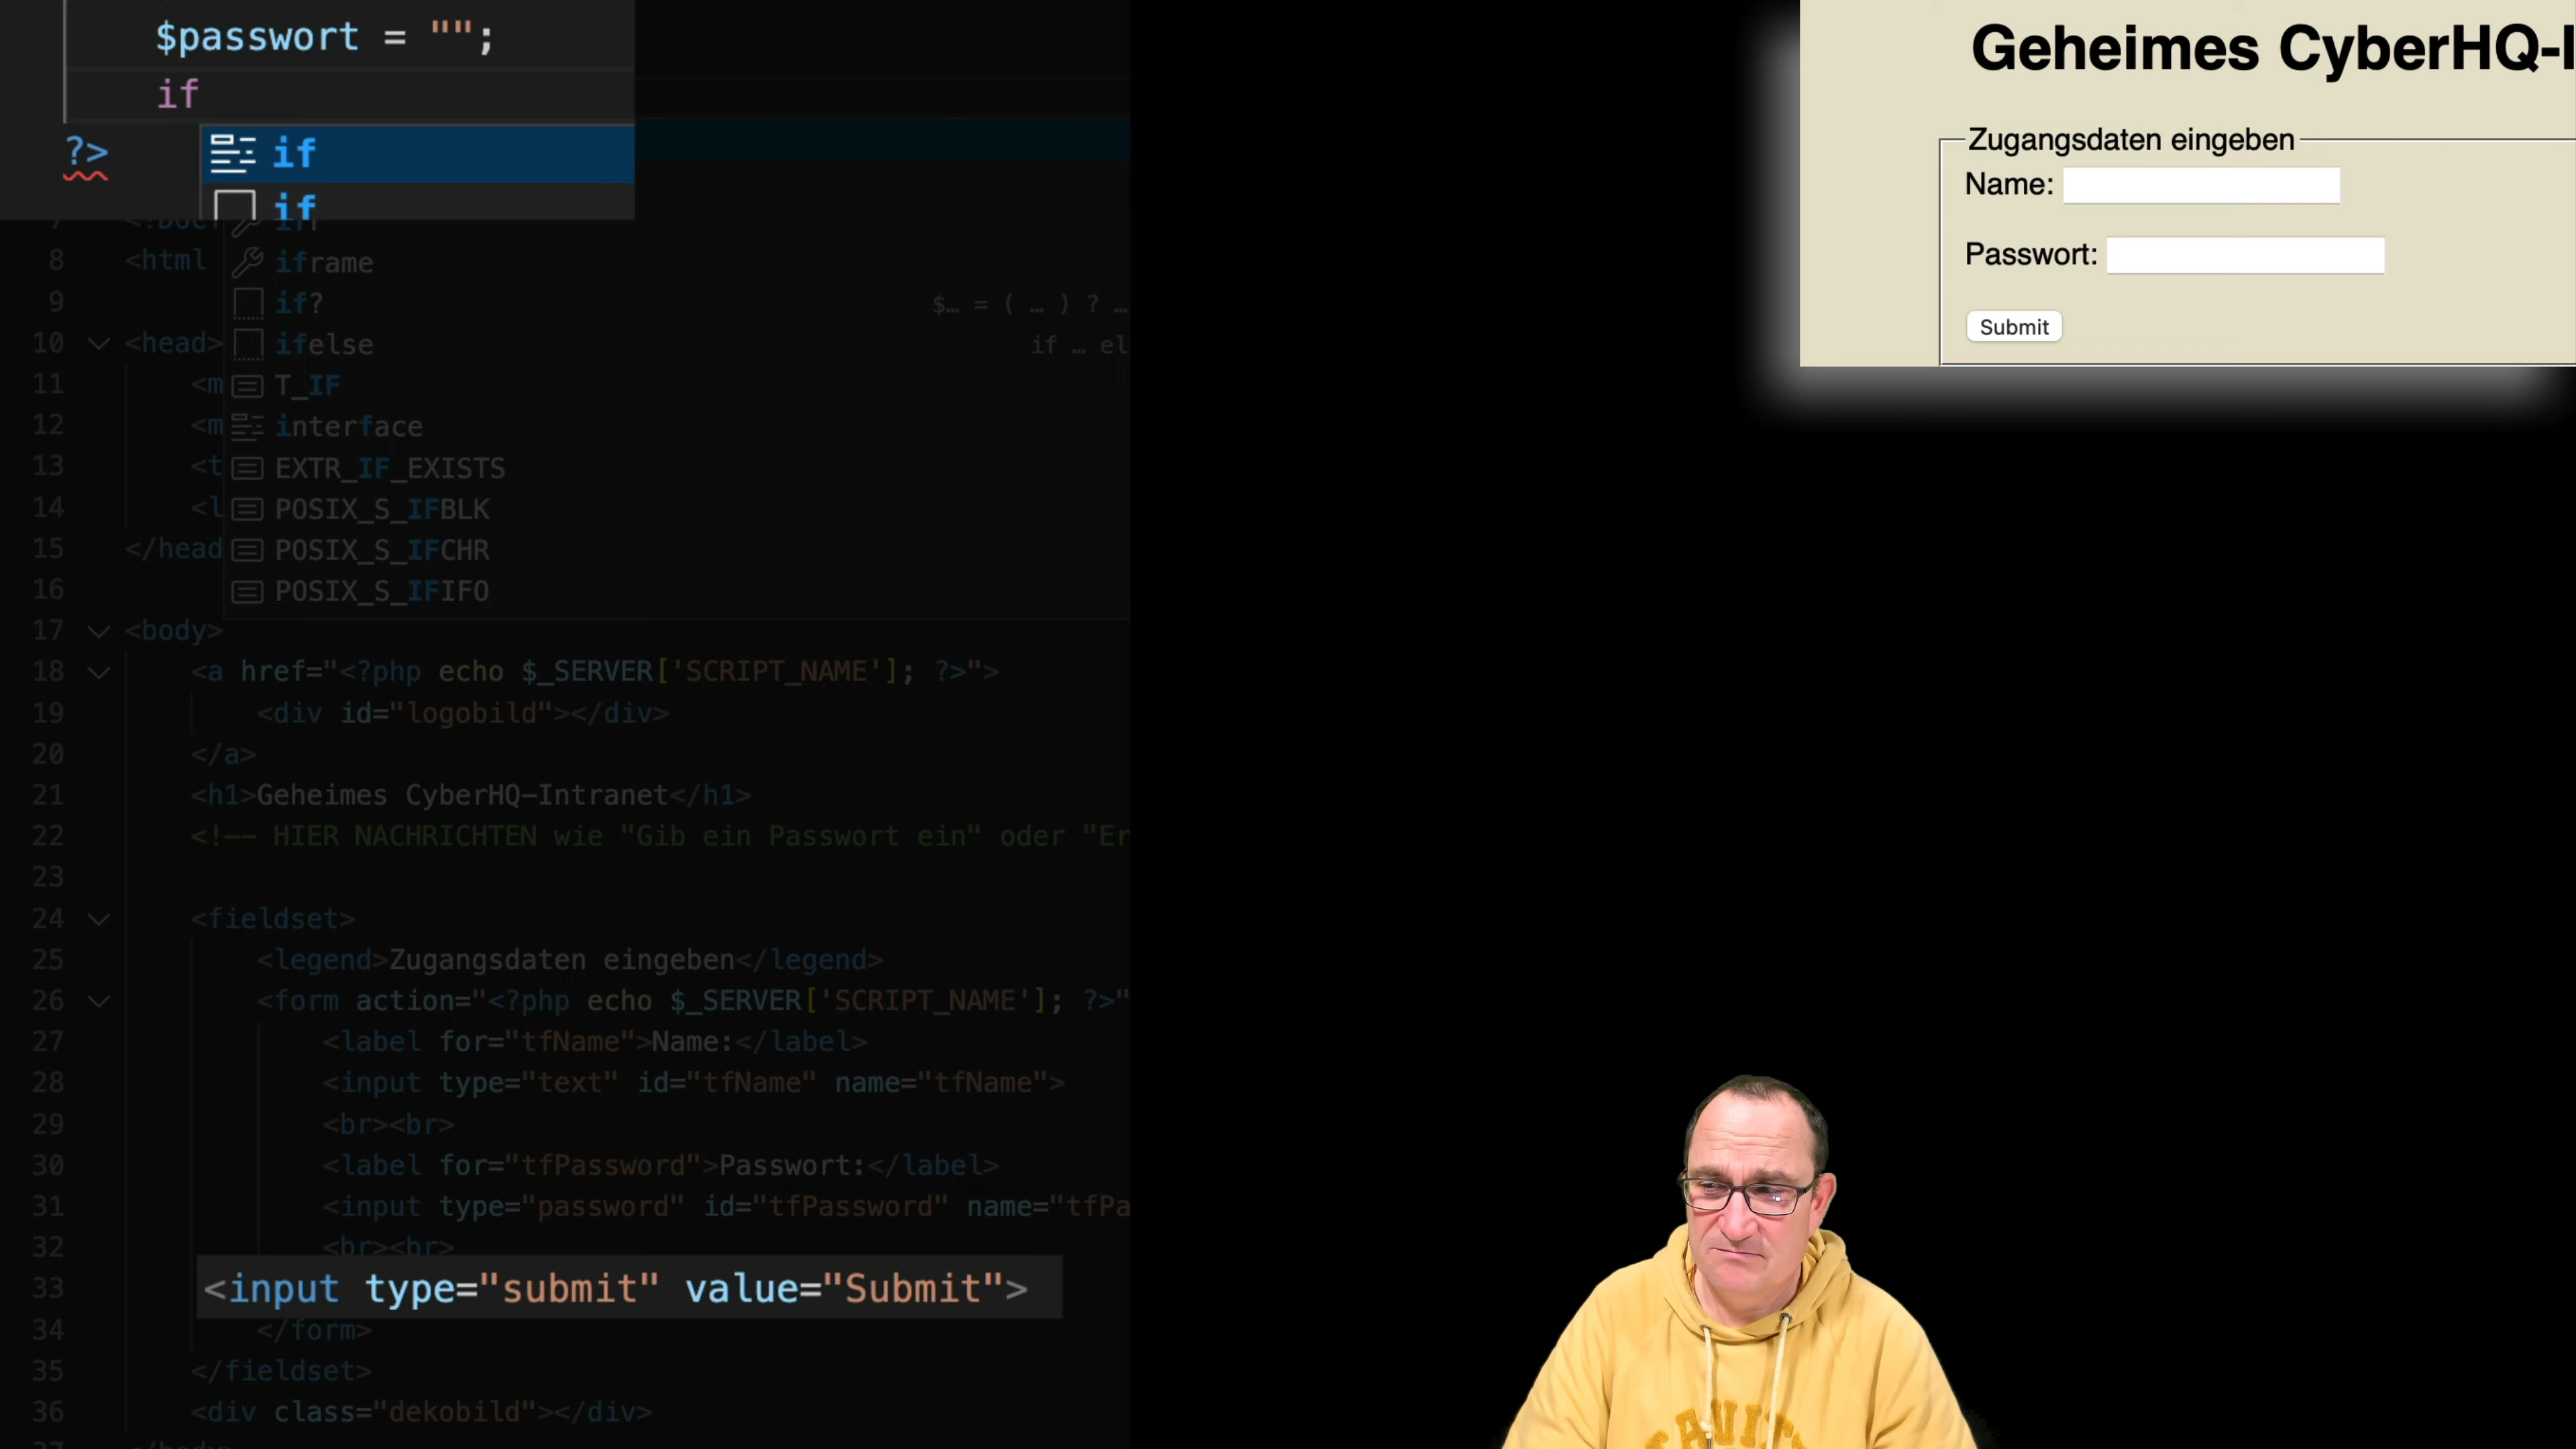 $passwort = "";
if
?>
if
if
iframe
if?
$… = ( … ) ? …
ifelse
if … el
T_IF
interface
EXTR_IF_EXISTS
POSIX_S_IFBLK
POSIX_S_IFCHR
POSIX_S_IFIFO
8 <html
9
10 <head>
11 <m
12 <m
13 <t
14 <l
15 </head
16
17 <body>
18 <a href="<?php echo $_SERVER['SCRIPT_NAME']; ?>">
19 <div id="logobild"></div>
20 </a>
21 <h1>Geheimes CyberHQ-Intranet</h1>
22 <!-- HIER NACHRICHTEN wie "Gib ein Passwort ein" oder "Er
23
24 <fieldset>
25 <legend>Zugangsdaten eingeben</legend>
26 <form action="<?php echo $_SERVER['SCRIPT_NAME']; ?>"
27 <label for="tfName">Name:</label>
28 <input type="text" id="tfName" name="tfName">
29 <br><br>
30 <label for="tfPassword">Passwort:</label>
31 <input type="password" id="tfPassword" name="tfPa
32 <br><br>
33 <input type="submit" value="Submit">
34 </form>
35 </fieldset>
36 <div class="dekobild"></div>
Geheimes CyberHQ-I
Zugangsdaten eingeben
Name:
Passwort:
Submit